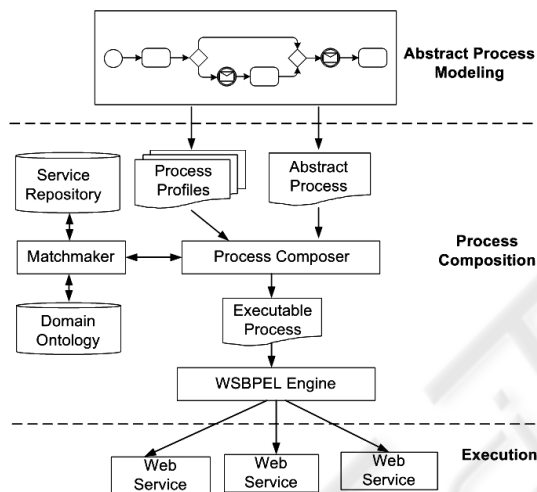 Abstract Process
Modeling
Process
Profiles
Abstract
Process
Service
Repository
Matchmaker
Process Composer
Process
Composition
Domain
Ontology
Executable
Process
WSBPEL Engine
Execution
Web
Service
Web
Service
Web
Service